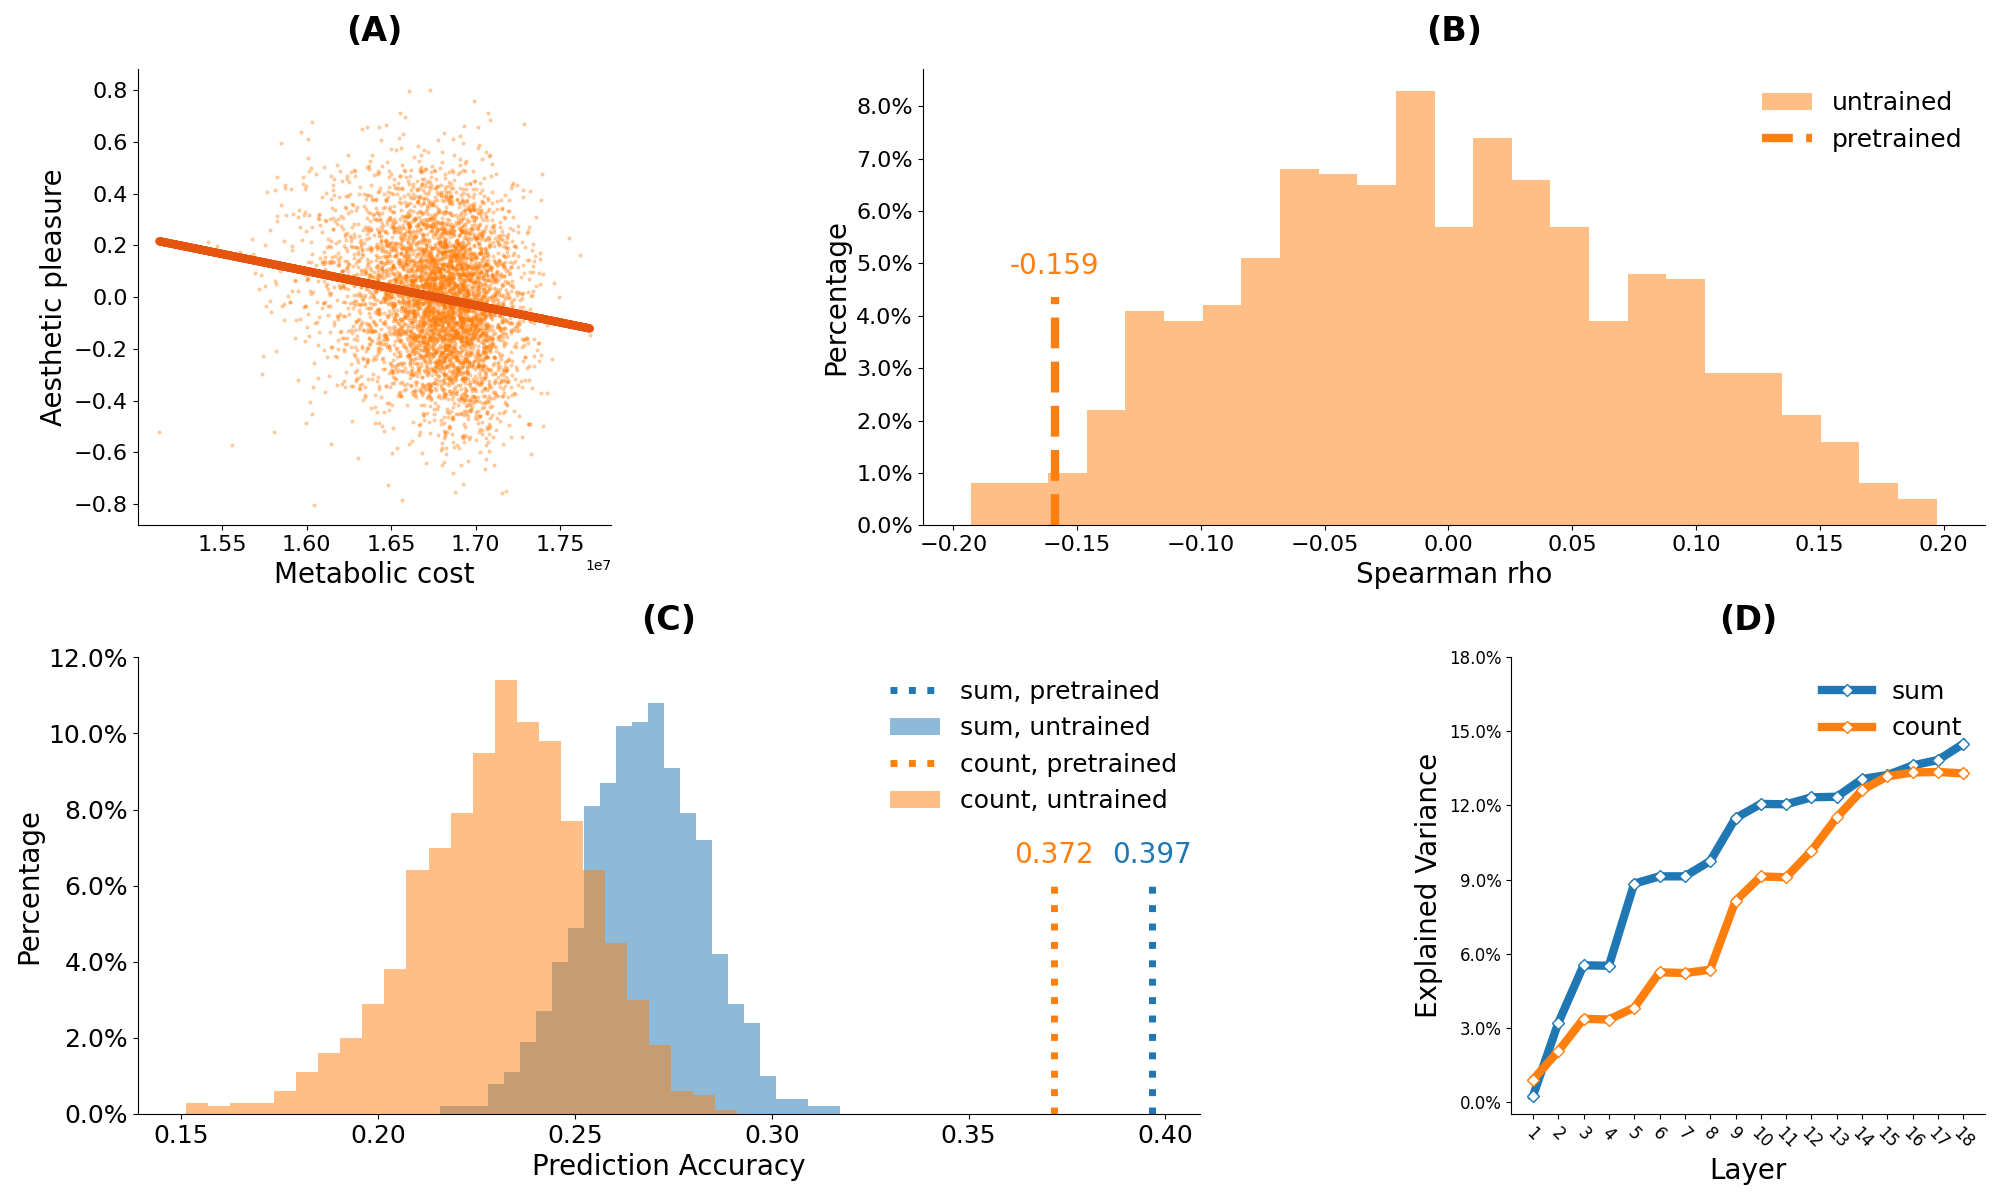 (A)
0.8
0.6
0.4
0.2
0.0
−0.2
−0.4
−0.6
−0.8
Aesthetic pleasure
1.55 1.60 1.65 1.70 1.75
1e7
Metabolic cost
(B)
8.0%
7.0%
6.0%
5.0%
4.0%
3.0%
2.0%
1.0%
0.0%
Percentage
untrained
pretrained
-0.159
−0.20 −0.15 −0.10 −0.05 0.00 0.05 0.10 0.15 0.20
Spearman rho
(C)
12.0%
10.0%
8.0%
6.0%
4.0%
2.0%
0.0%
Percentage
sum, pretrained
sum, untrained
count, pretrained
count, untrained
0.372 0.397
0.15 0.20 0.25 0.30 0.35 0.40
Prediction Accuracy
(D)
18.0%
15.0%
12.0%
9.0%
6.0%
3.0%
0.0%
Explained Variance
sum
count
1 2 3 4 5 6 7 8 9 10 11 12 13 14 15 16 17 18
Layer